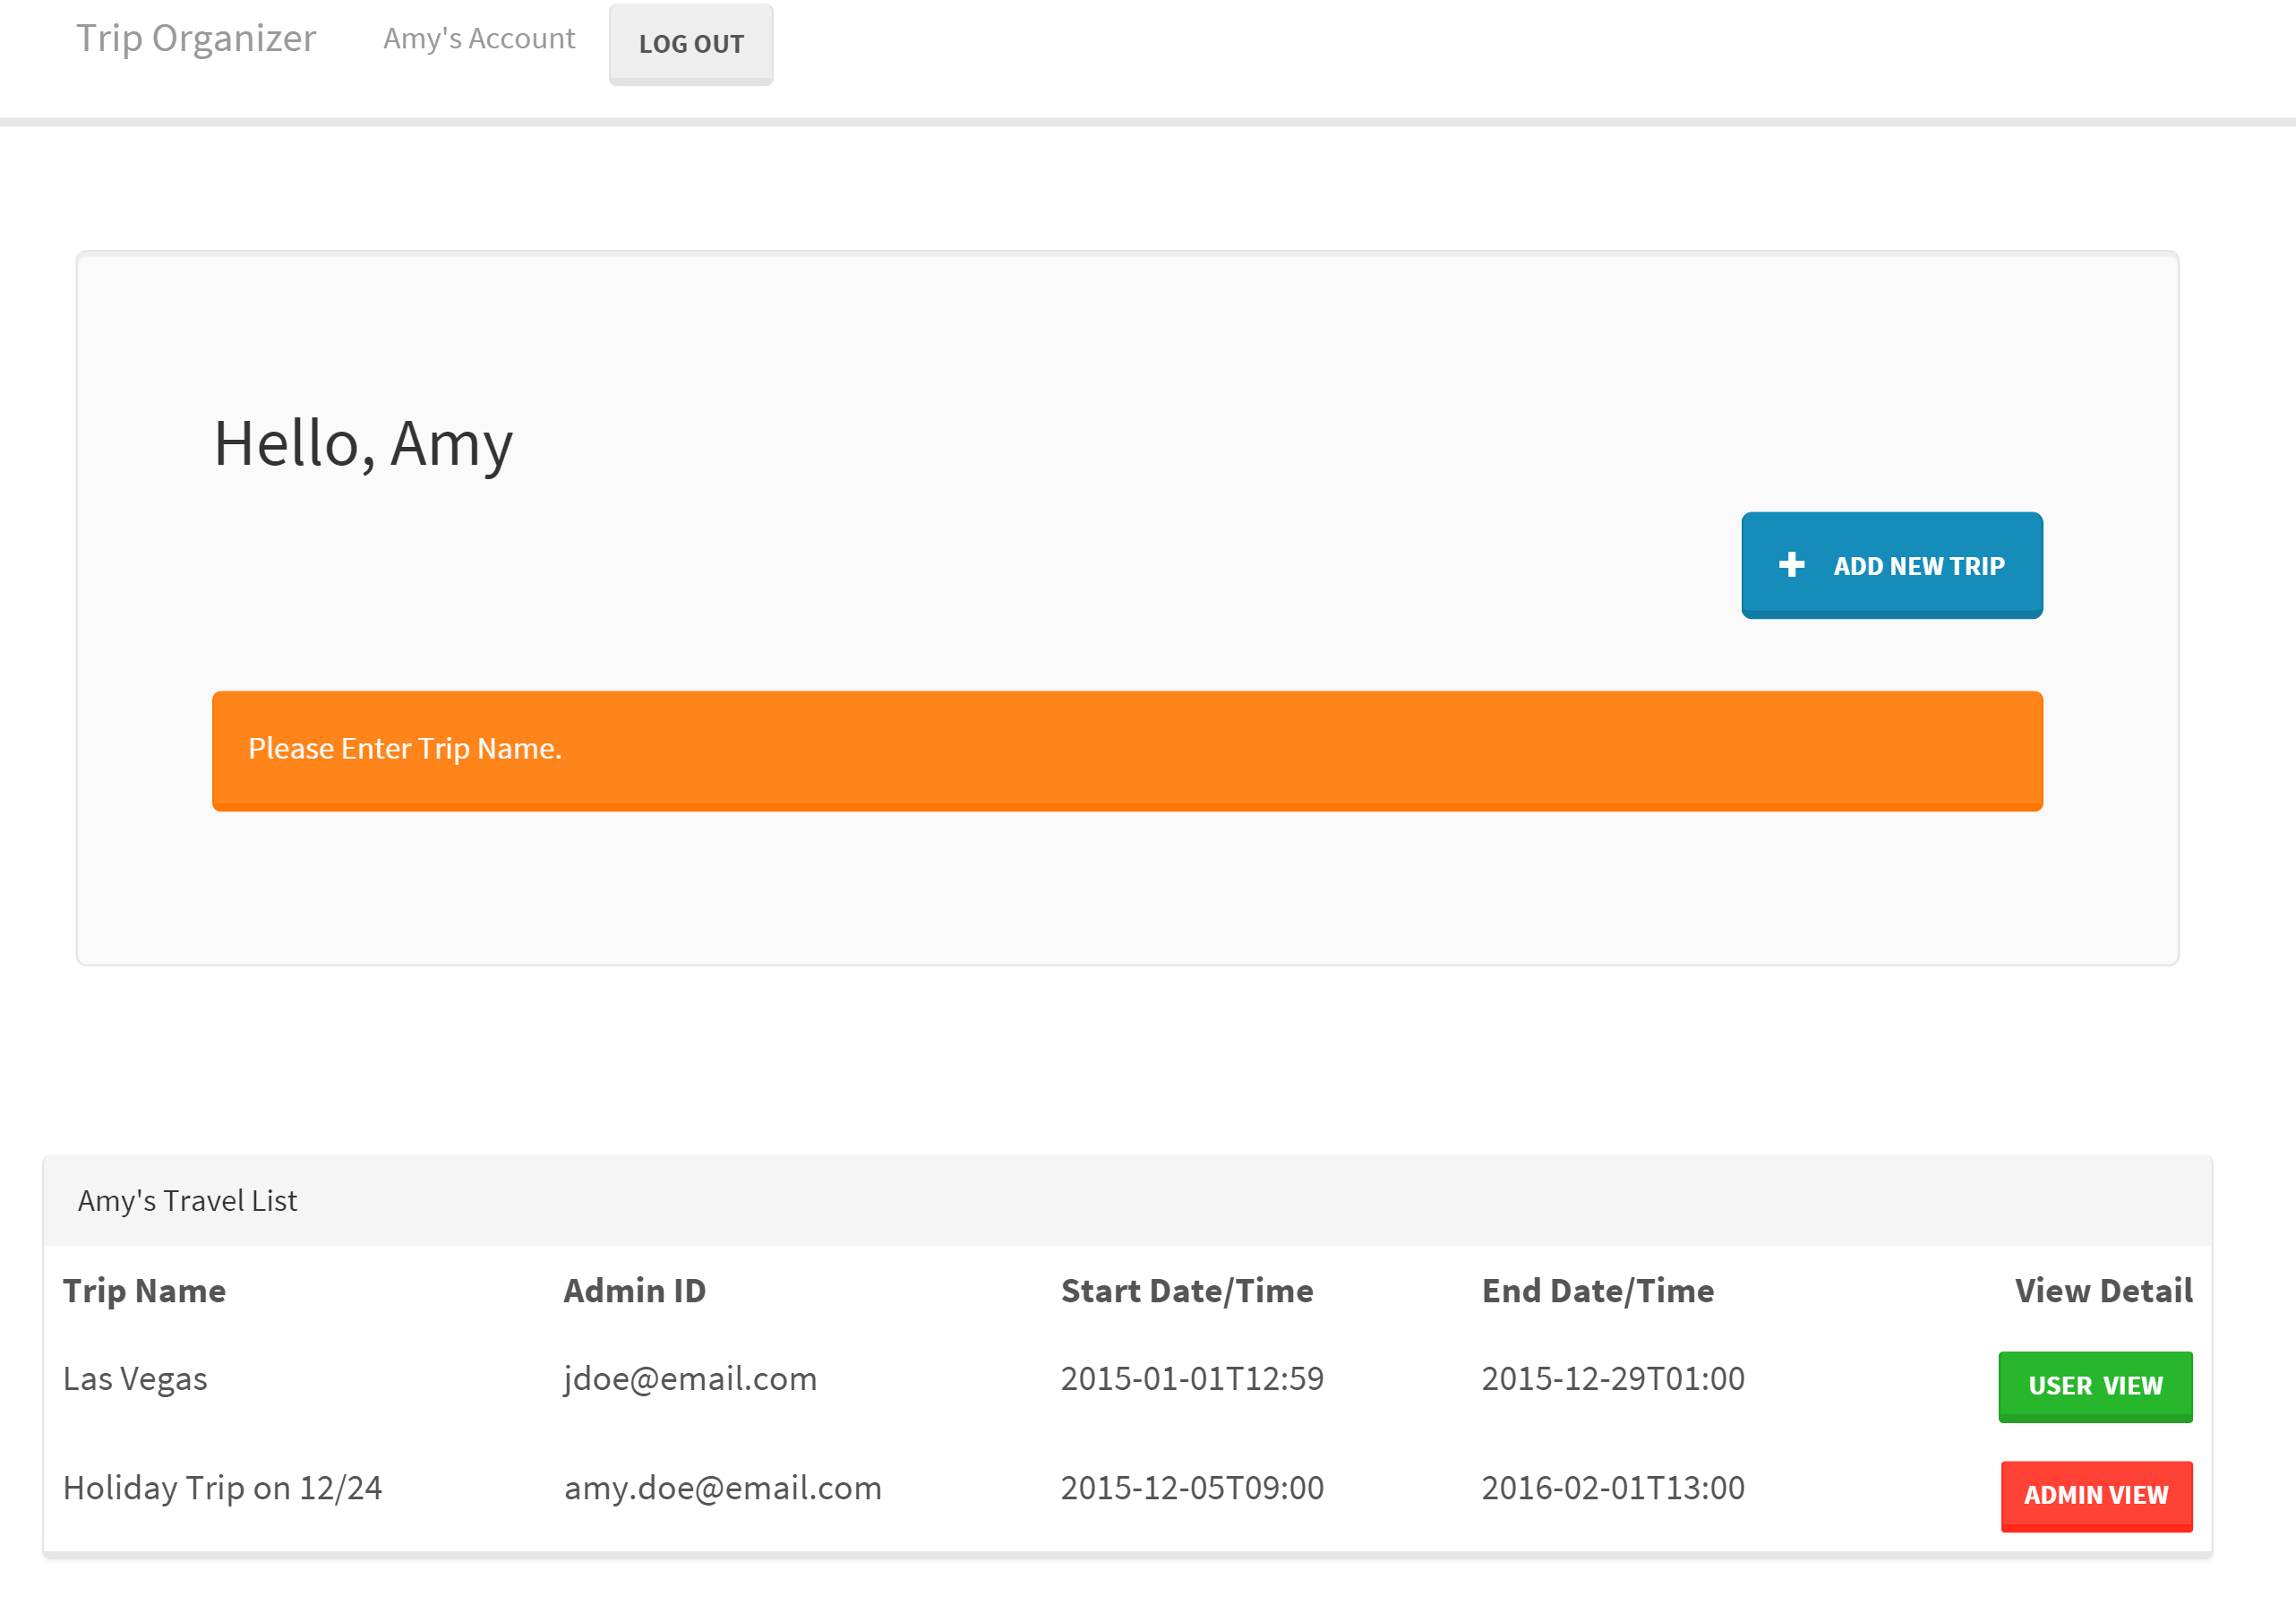 Trip Organizer Amy's Account LOG OUT
Hello, Amy
ADD NEW TRIP
Please Enter Trip Name.
Amy's Travel List
Trip Name Admin ID Start Date/Time End Date/Time View Detail
Las Vegas jdoe@email.com 2015-01-01T12:59 2015-12-29T01:00 USER VIEW
Holiday Trip on 12/24 amy.doe@email.com 2015-12-05T09:00 2016-02-01T13:00 ADMIN VIEW